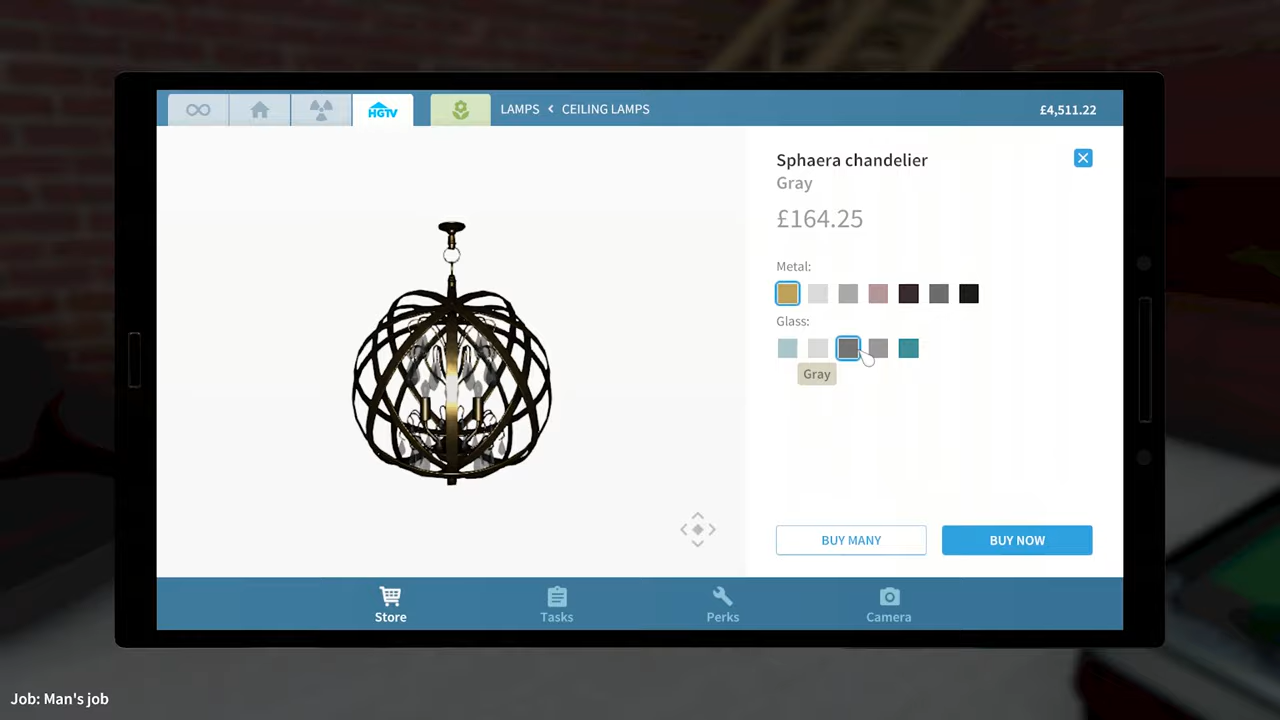 HGTV
LAMPS < CEILING LAMPS
£4,511.22
Sphaera chandelier
Gray
£164.25
Metal:
Glass:
Gray
BUY MANY
BUY NOW
Store
Tasks
Perks
Camera
Job: Man's job